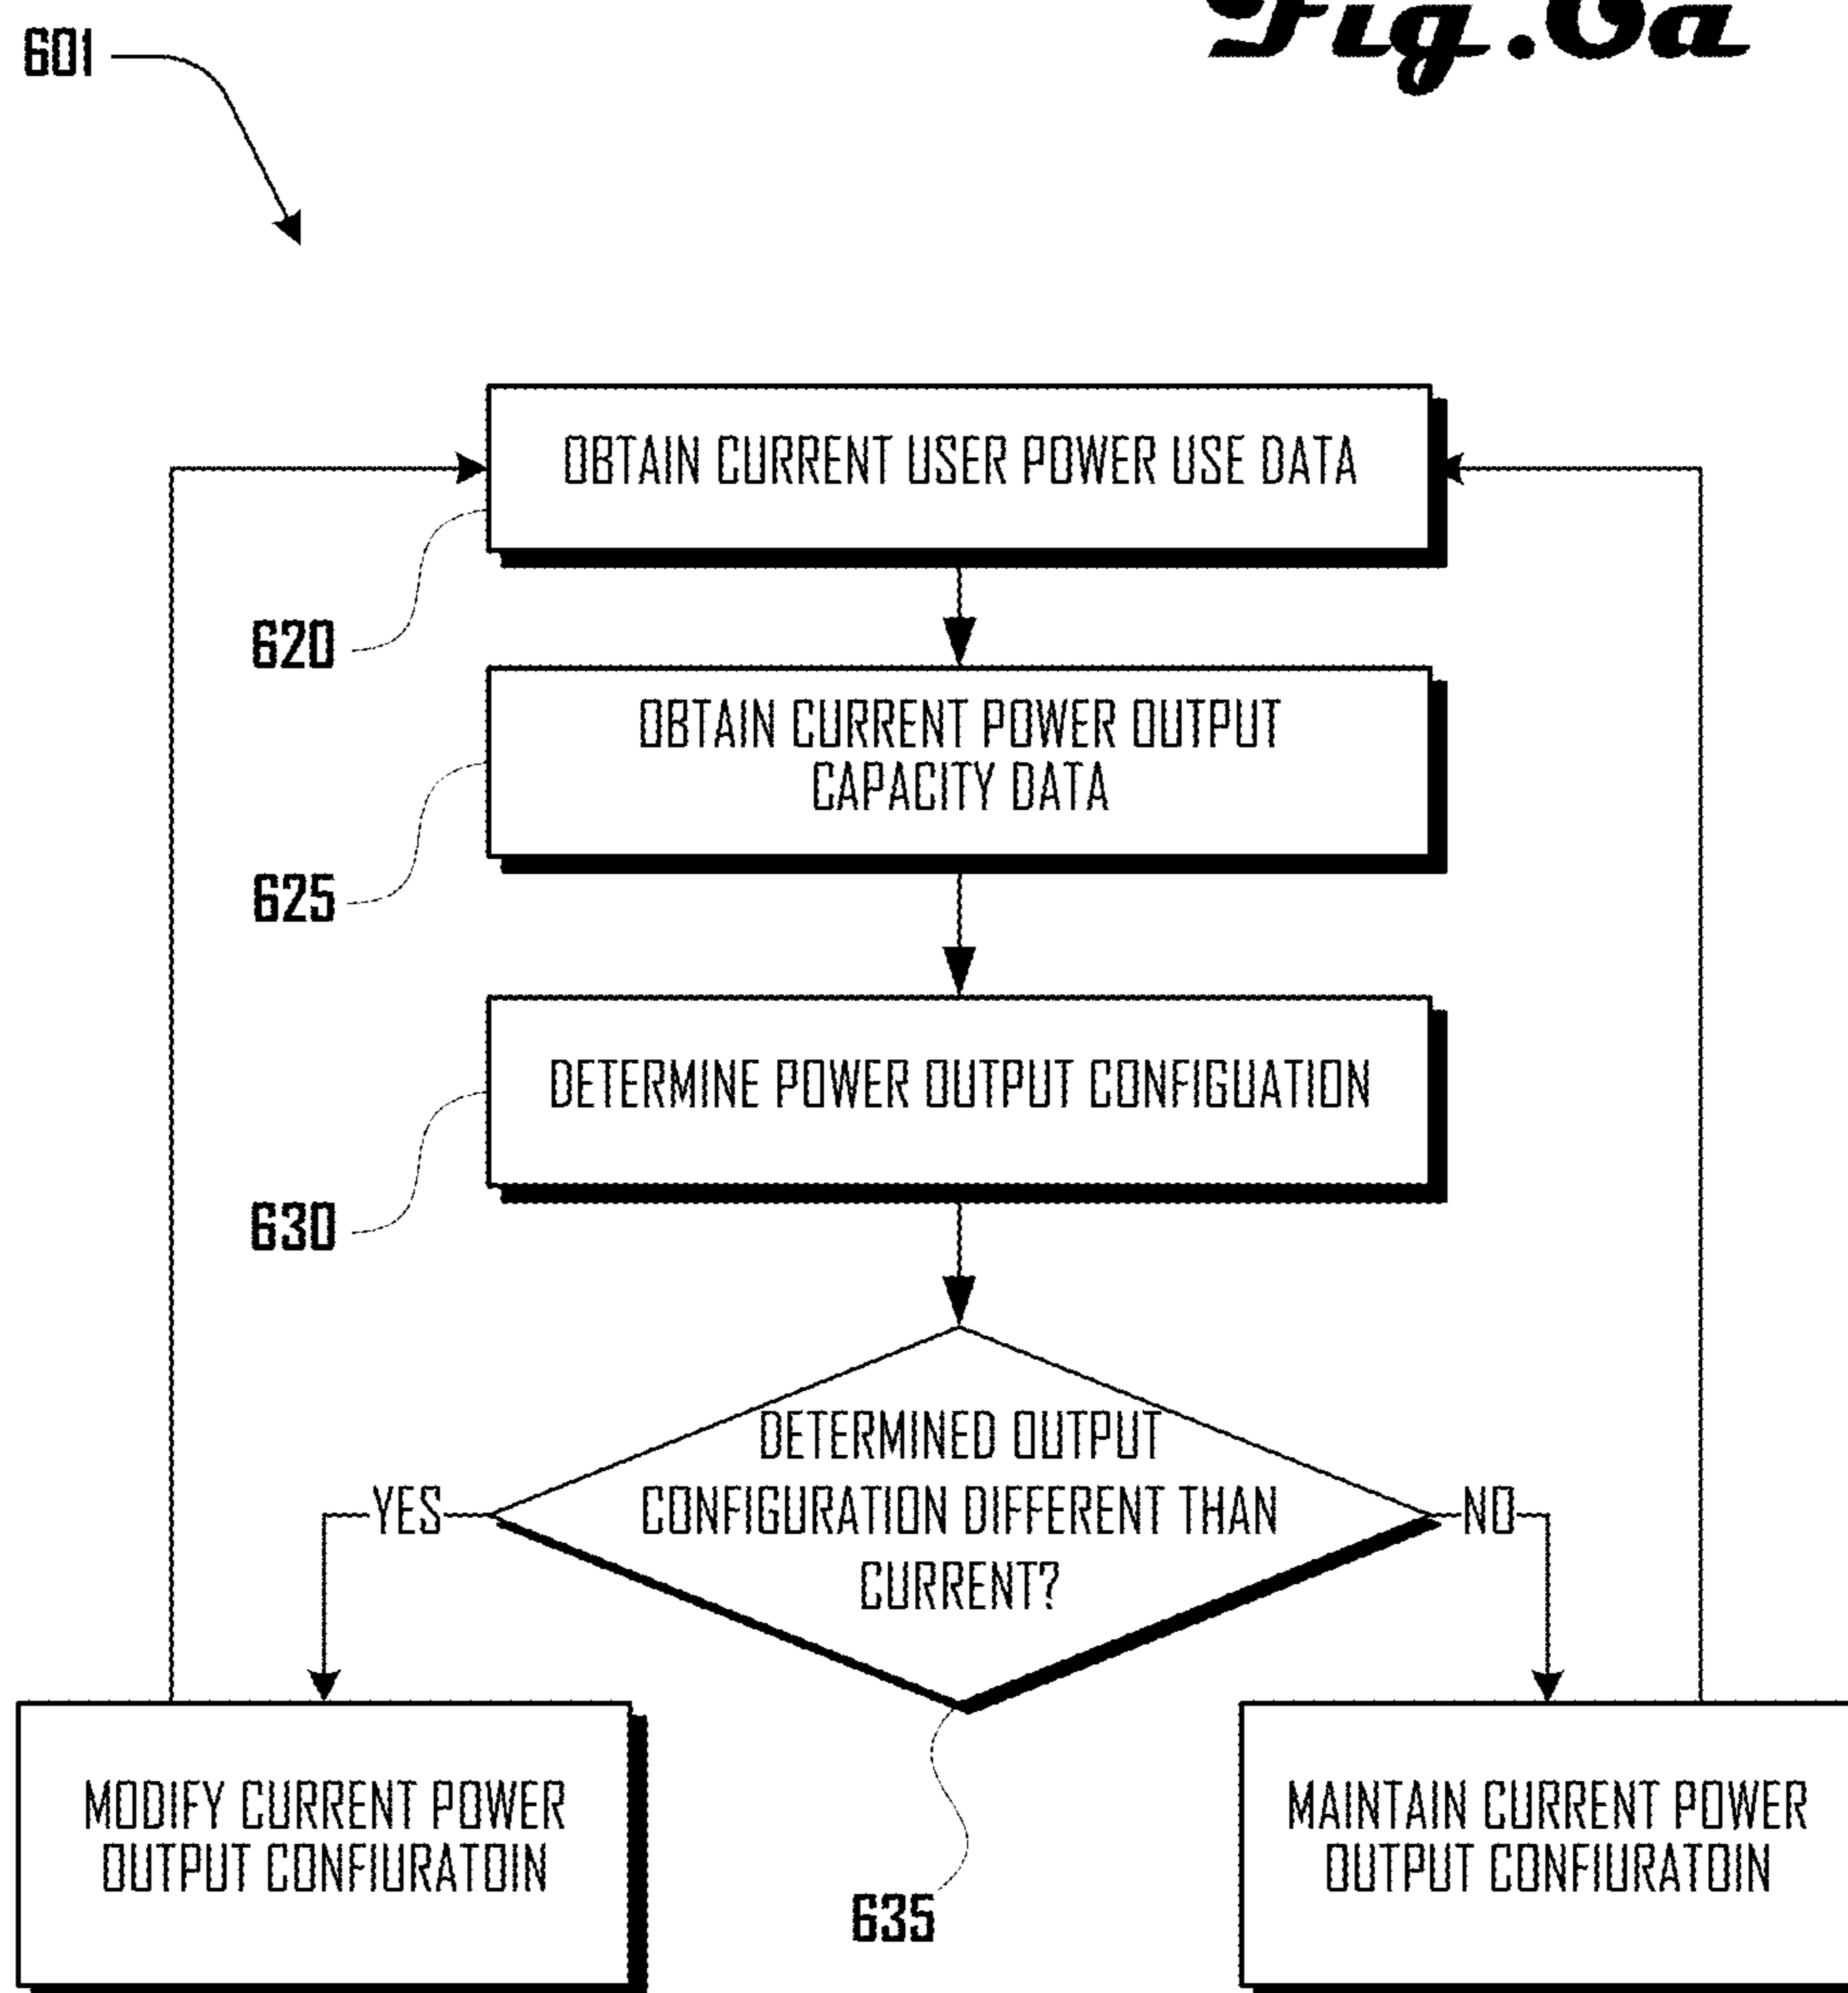 601
OBTAIN CURRENT USER POWER USE DATA
620
OBTAIN CURRENT POWER OUTPUT
CAPACITY DATA
625
DETERMINE POWER OUTPUT CONFIGUATION
630
DETERMINED OUTPUT
CONFIGURATION DIFFERENT THAN
CURRENT?
YES
NO
MODIFY CURRENT POWER
OUTPUT CONFIURATOIN
MAINTAIN CURRENT POWER
OUTPUT CONFIURATOIN
635